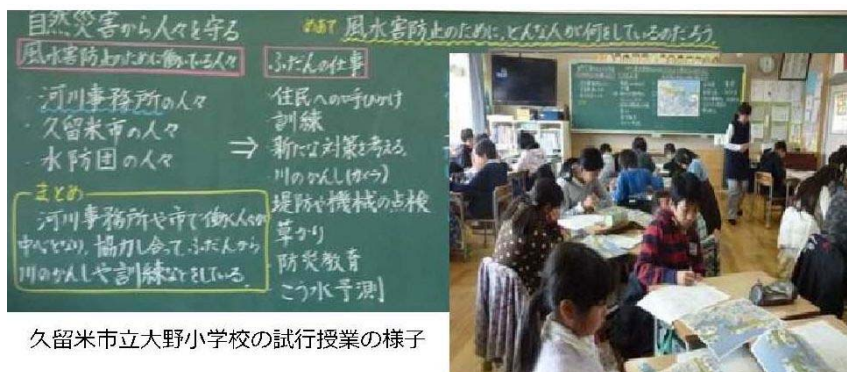 自然災害から人々を守る
めあて 風水害防止のために、どんな人が何をしているのだろう。
風水害防止のために働いている人々
・河川事務所の人々
・久留米市の人々
・水防団の人々
⇒
ふだんの仕事
・住民への呼びかけ
・訓練
・新たな対策を考える。
・川のかんし(パトロール)
・堤防や機械の点検
・草かり
・防災教育
・こう水予測
まとめ
河川事務所や市で働く人々が
中心となり、協力し合って、ふだんから
川のかんしや訓練などをしている。
久留米市立大野小学校の試行授業の様子